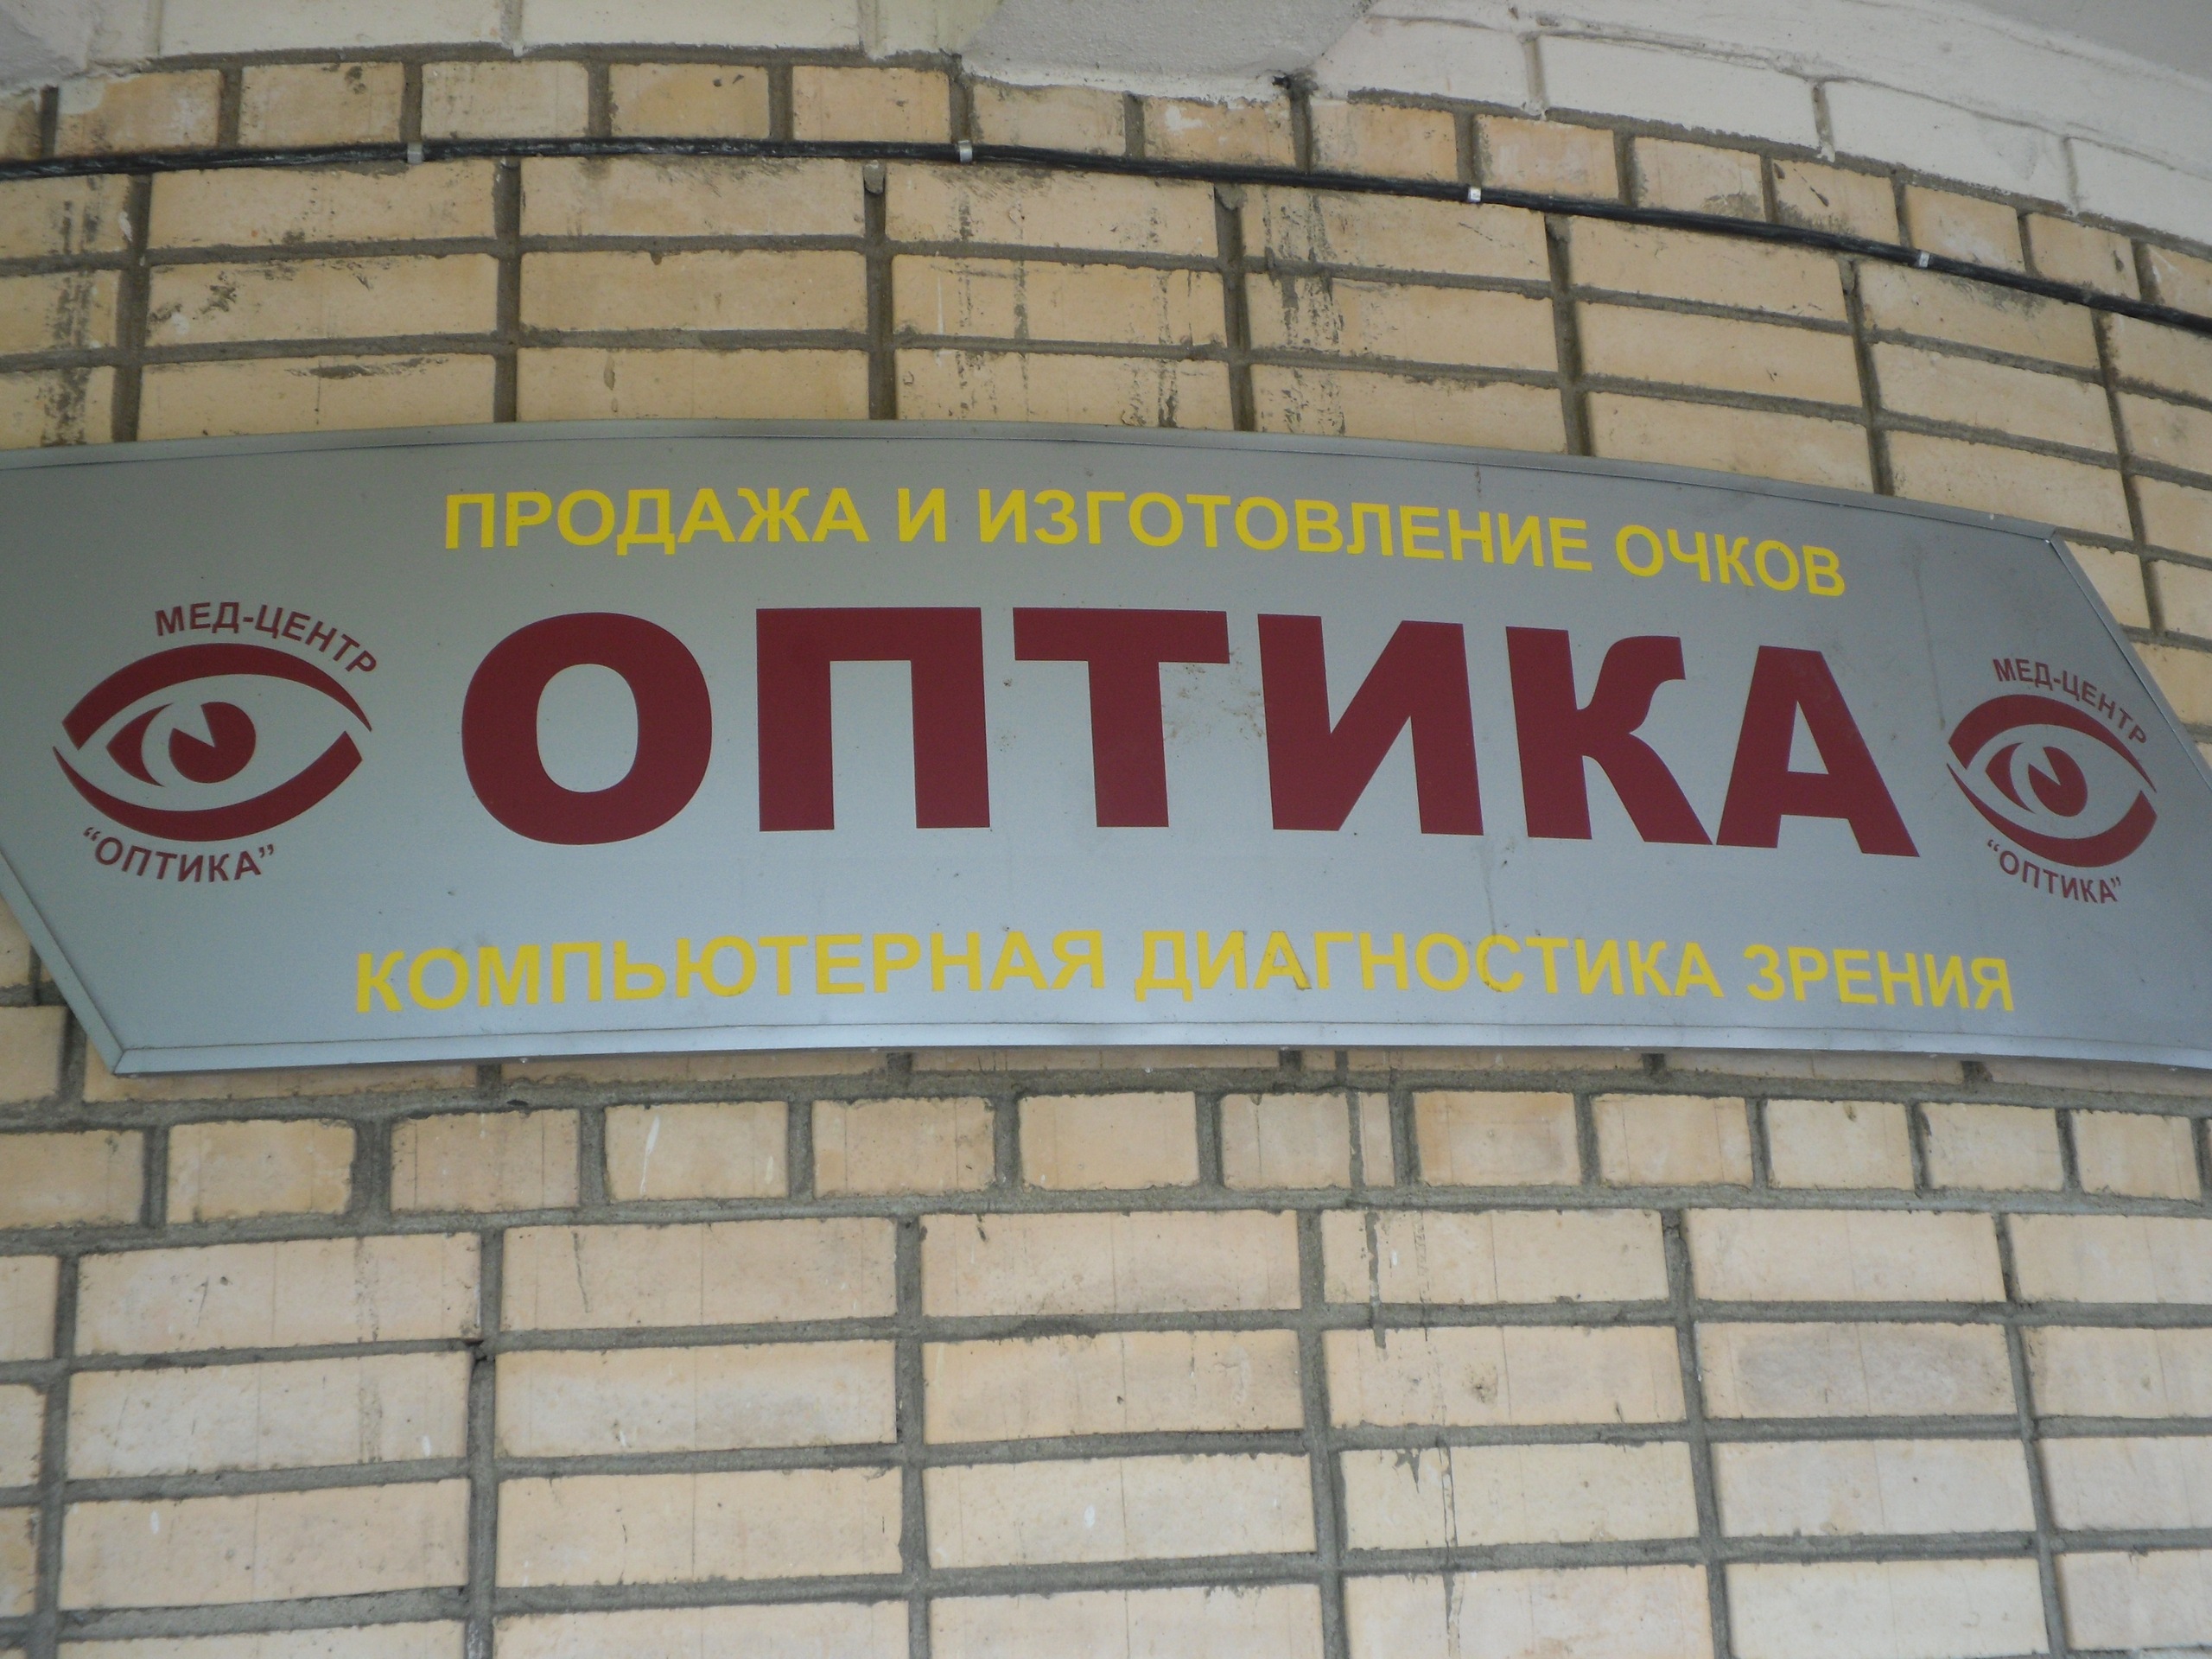 ПРОДАЖА И ИЗГОТОВЛЕНИЕ ОЧКОВ
МЕД-ЦЕНТР
"ОПТИКА"
ОПТИКА
МЕД-ЦЕНТР
"ОПТИКА"
КОМПЬЮТЕРНАЯ ДИАГНОСТИКА ЗРЕНИЯ